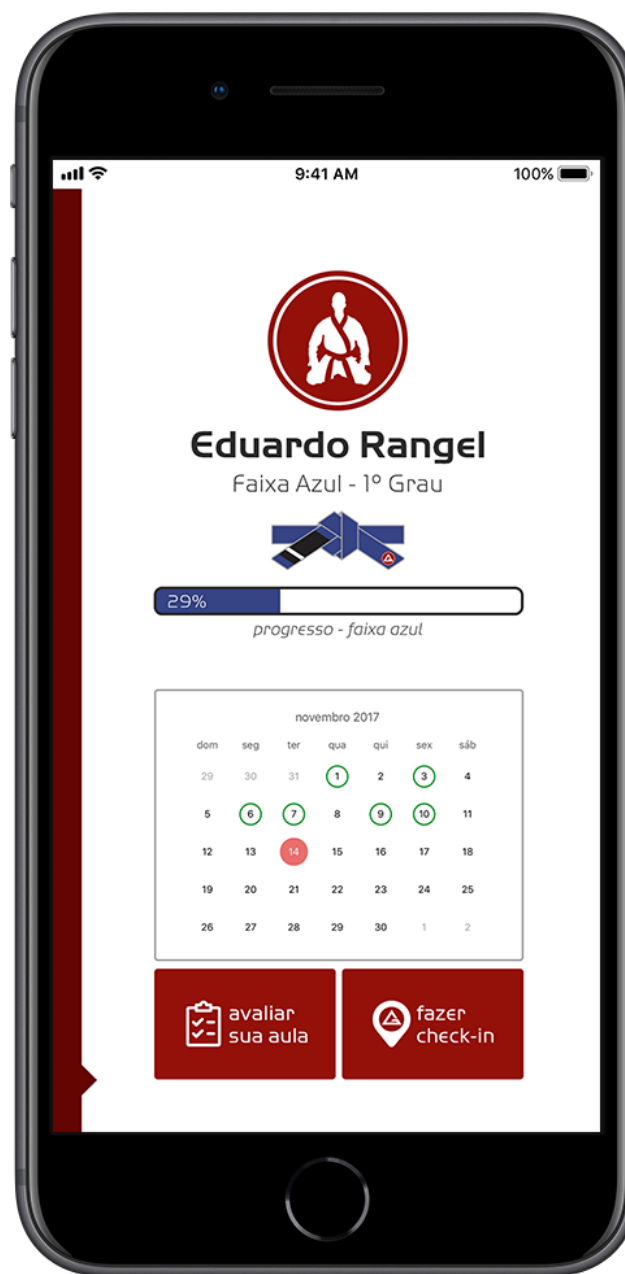 9:41 AM
100%
Eduardo Rangel
Faixa Azul - 1º Grau
29%
progresso - faixa azul
novembro 2017
dom seg ter qua qui sex sáb
29 30 31 1 2 3 4
5 6 7 8 9 10 11
12 13 14 15 16 17 18
19 20 21 22 23 24 25
26 27 28 29 30 1 2
avaliar
sua aula
fazer
check-in